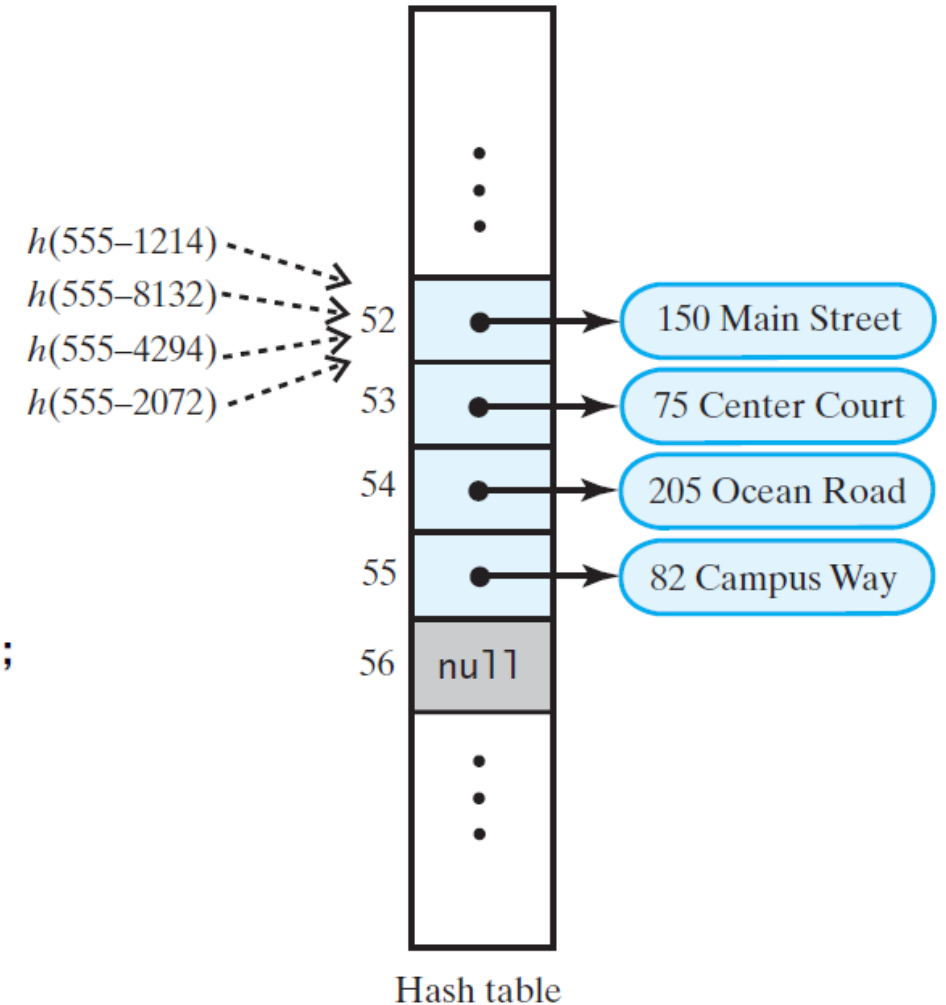 h(555–1214)
h(555–8132)
h(555–4294)
h(555–2072)
52
150 Main Street
53
75 Center Court
54
205 Ocean Road
55
82 Campus Way
;
56
null
Hash table